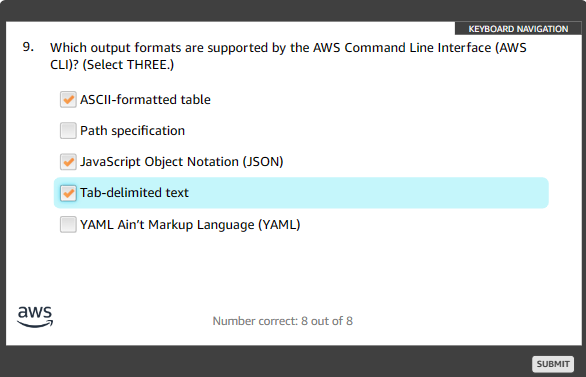 KEYBOARD NAVIGATION
9. Which output formats are supported by the AWS Command Line Interface (AWS
CLI)? (Select THREE.)
ASCII-formatted table
Path specification
JavaScript Object Notation (JSON)
Tab-delimited text
YAML Ain't Markup Language (YAML)
aws
Number correct: 8 out of 8
SUBMIT